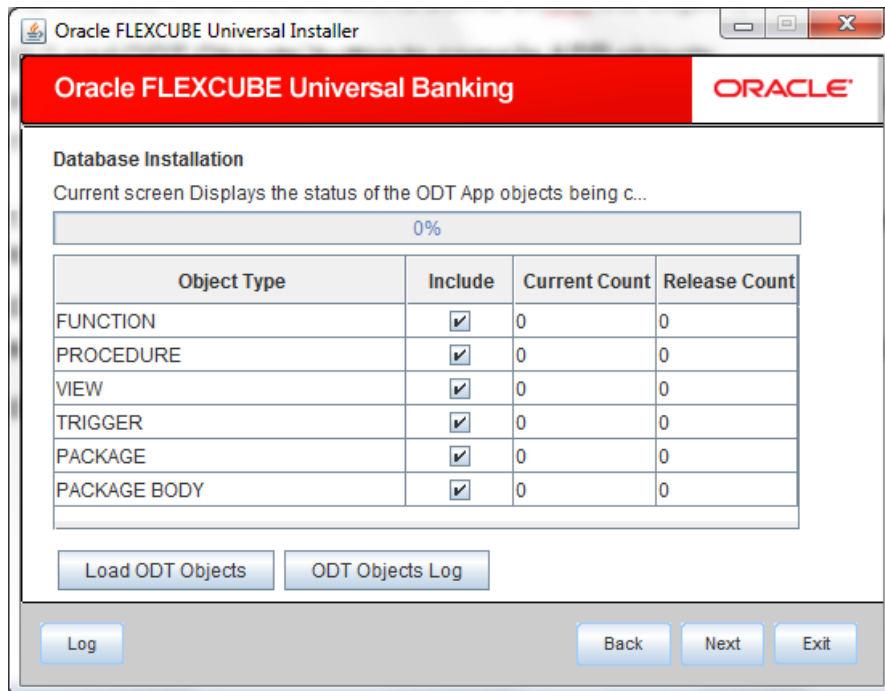 Oracle FLEXCUBE Universal Installer
Oracle FLEXCUBE Universal Banking
ORACLE
Database Installation
Current screen Displays the status of the ODT App objects being c...
0%
Object Type Include Current Count Release Count
FUNCTION 0 0
PROCEDURE 0 0
VIEW 0 0
TRIGGER 0 0
PACKAGE 0 0
PACKAGE BODY 0 0
Load ODT Objects ODT Objects Log
Log Back Next Exit